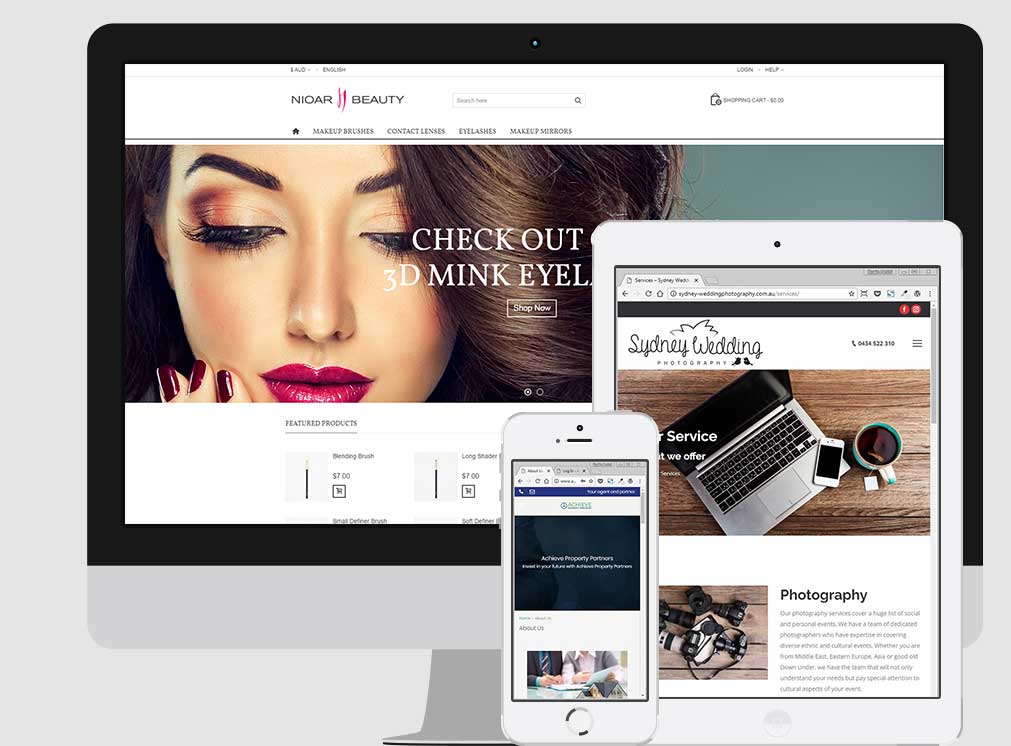 $ AUD
ENGLISH
LOGIN
HELP
NIOAR BEAUTY
Search here
SHOPPING CART - $0.00
MAKEUP BRUSHES CONTACT LENSES EYELASHES MAKEUP MIRRORS
CHECK OUT
3D MINK EYEL
Shop Now
FEATURED PRODUCTS
Blending Brush
$7.00
Long Shader
$7.00
Small Definer Brush
Soft Definer
Services – Sydney Wedd
sydney-weddingphotography.com.au/services/
Sydney Wedding
PHOTOGRAPHY
0434 522 310
r Service
t we offer
Services
Photography
Our photography services cover a huge list of social
and personal events. We have a team of dedicated
photographers who have expertise in covering
diverse ethnic and cultural events. Whether you are
from Middle East, Eastern Europe, Asia or good old
Down Under, we have the team that will not only
understand your needs but pay special attention to
cultural aspects of your event.
About
Log In
Your agent and partner
ACHIEVE
Achieve Property Partners
Invest in your future with Achieve Property Partners
Home > About Us
About Us